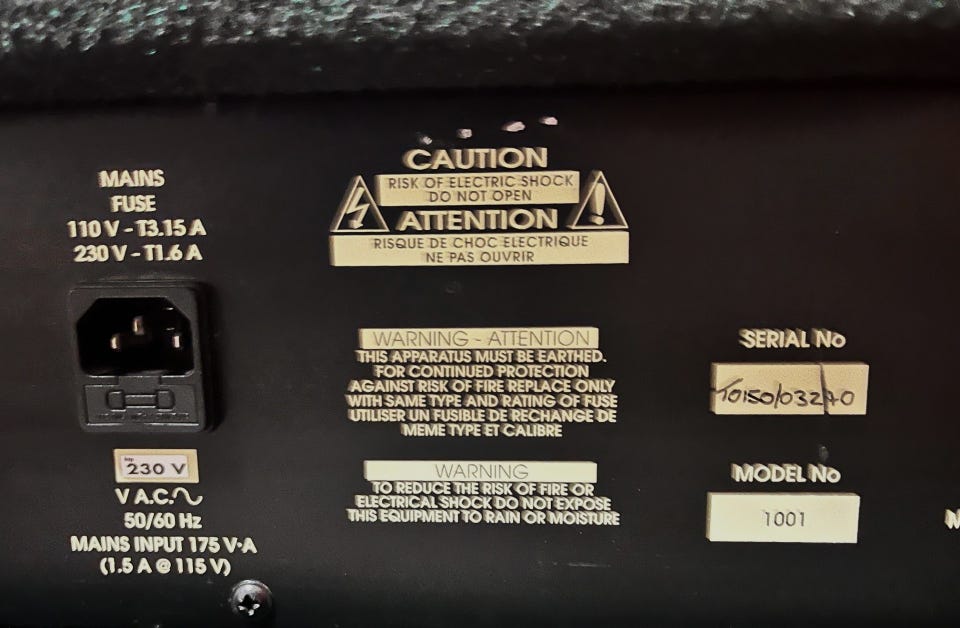 MAINS
FUSE
110 V - T3.15 A
230 V - T1.6 A
230 V
V A.C.
50/60 Hz
MAINS INPUT 175 V·A
(1.5 A @ 115 V)
CAUTION
RISK OF ELECTRIC SHOCK
DO NOT OPEN
ATTENTION
RISQUE DE CHOC ELECTRIQUE
NE PAS OUVRIR
WARNING - ATTENTION
THIS APPARATUS MUST BE EARTHED.
FOR CONTINUED PROTECTION
AGAINST RISK OF FIRE REPLACE ONLY
WITH SAME TYPE AND RATING OF FUSE
UTILISER UN FUSIBLE DE RECHANGE DE
MEME TYPE ET CALIBRE
WARNING
TO REDUCE THE RISK OF FIRE OR
ELECTRICAL SHOCK DO NOT EXPOSE
THIS EQUIPMENT TO RAIN OR MOISTURE
SERIAL No
MODEL No
1001